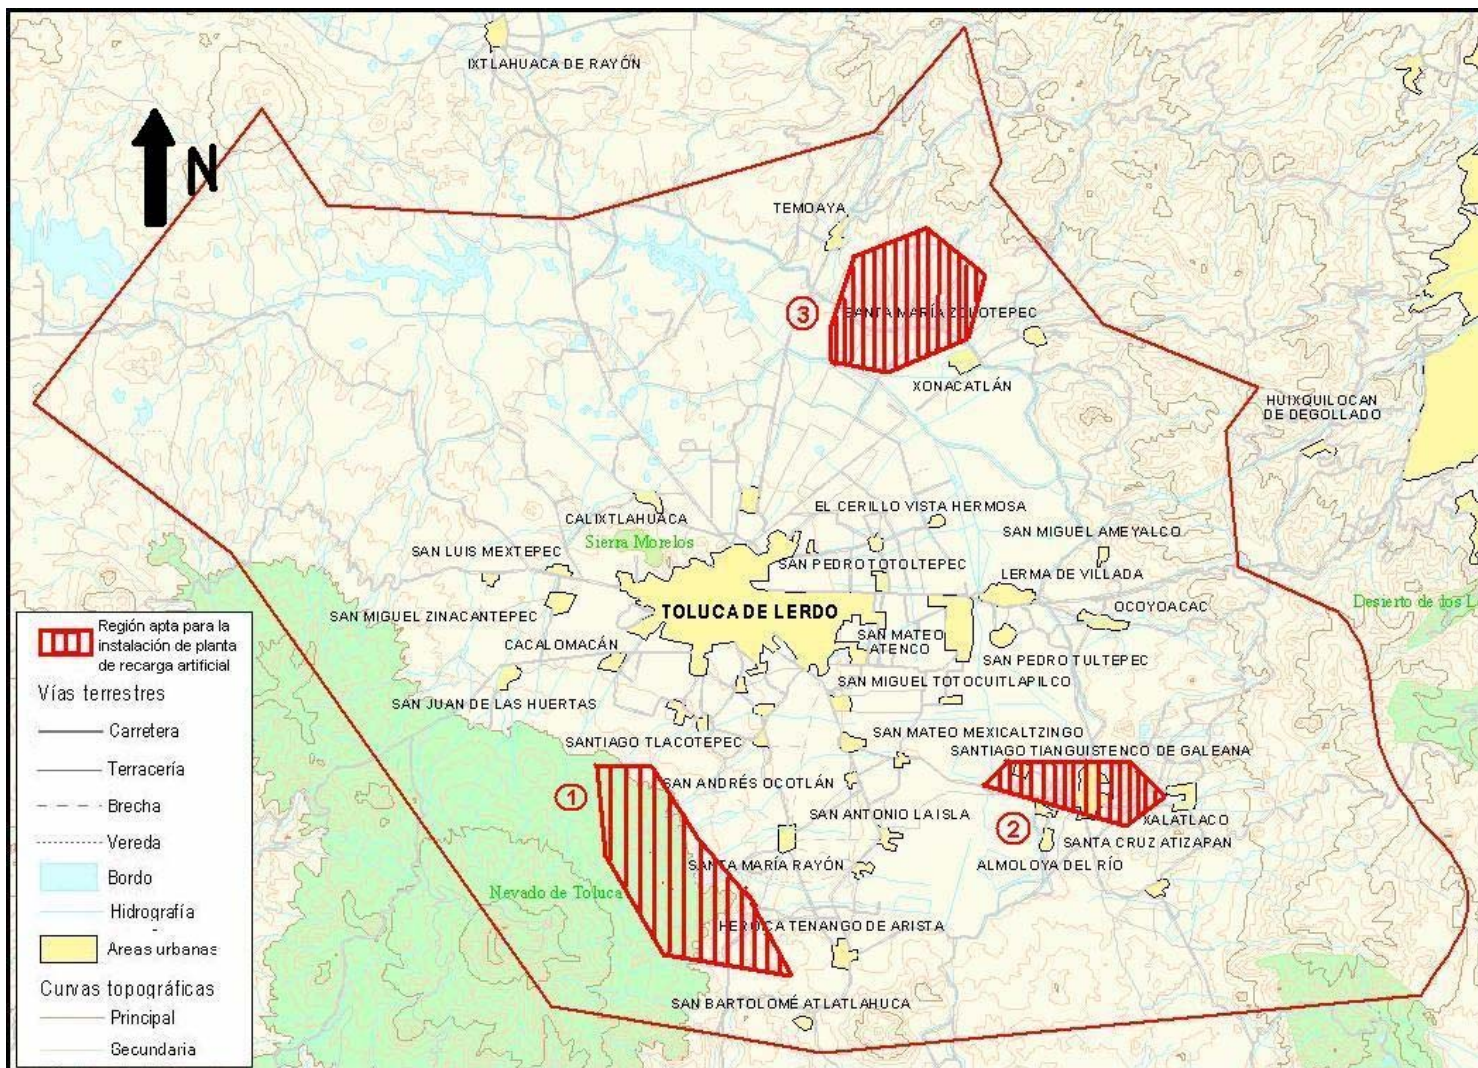 IXTLAHUACA DE RAYÓN
N
TEMOAYA
3
SANTA MARÍA ZOLOTEPEC
XONACATLÁN
HUIXQUILOCAN
DE DEGOLLADO
CALIXTLAHUACA
Sierra Morelos
EL CERILLO VISTA HERMOSA
SAN MIGUEL AMEYALCO
SAN LUIS MEXTEPEC
SAN PEDRO TOTOLTEPEC
LERMA DE VILLADA
SAN MIGUEL ZINACANTEPEC
TOLUCA DE LERDO
OCOYOACAC
Desierto de los L
CACALOMACÁN
SAN MATEO
ATENCO
SAN PEDRO TULTEPEC
SAN JUAN DE LAS HUERTAS
SAN MIGUEL TOTOCUITLAPILCO
SANTIAGO TLACOTEPEC
SAN MATEO MEXICALTZINGO
SANTIAGO TIANGUISTENCO DE GALEANA
1
SAN ANDRÉS OCOTLÁN
SAN ANTONIO LA ISLA
2
XALATLACO
SANTA CRUZ ATIZAPAN
SANTA MARÍA RAYÓN
ALMOLOYA DEL RÍO
Nevado de Toluca
HEROICA TENANGO DE ARISTA
SAN BARTOLOMÉ ATLATLAHUCA
Región apta para la
instalación de planta
de recarga artificial
Vías terrestres
Carretera
Terracería
Brecha
Vereda
Bordo
Hidrografía
Areas urbanas
Curvas topográficas
Principal
Secundaria